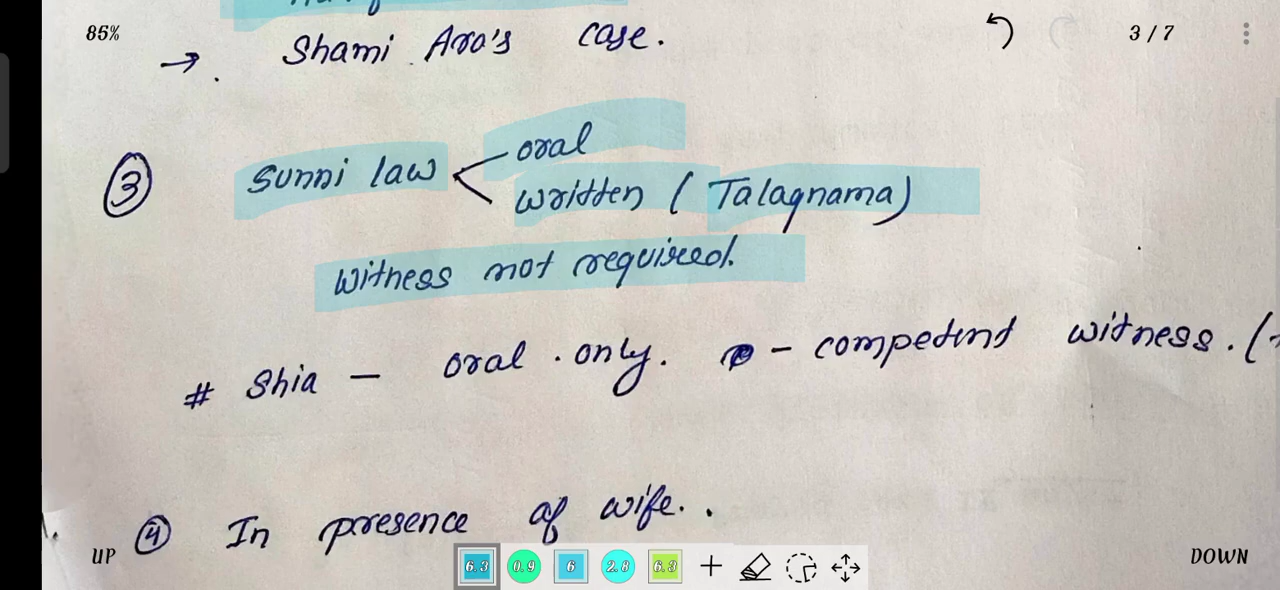 85%
3 / 7
→ . Shami Ara's case.
③ Sunni law < oral
written ( Talaqnama )
Witness not required.
# Shia — oral . only. - competent witness. (
④ In presence of wife. .
6.3 0.9 6 2.8 6.3
UP
DOWN